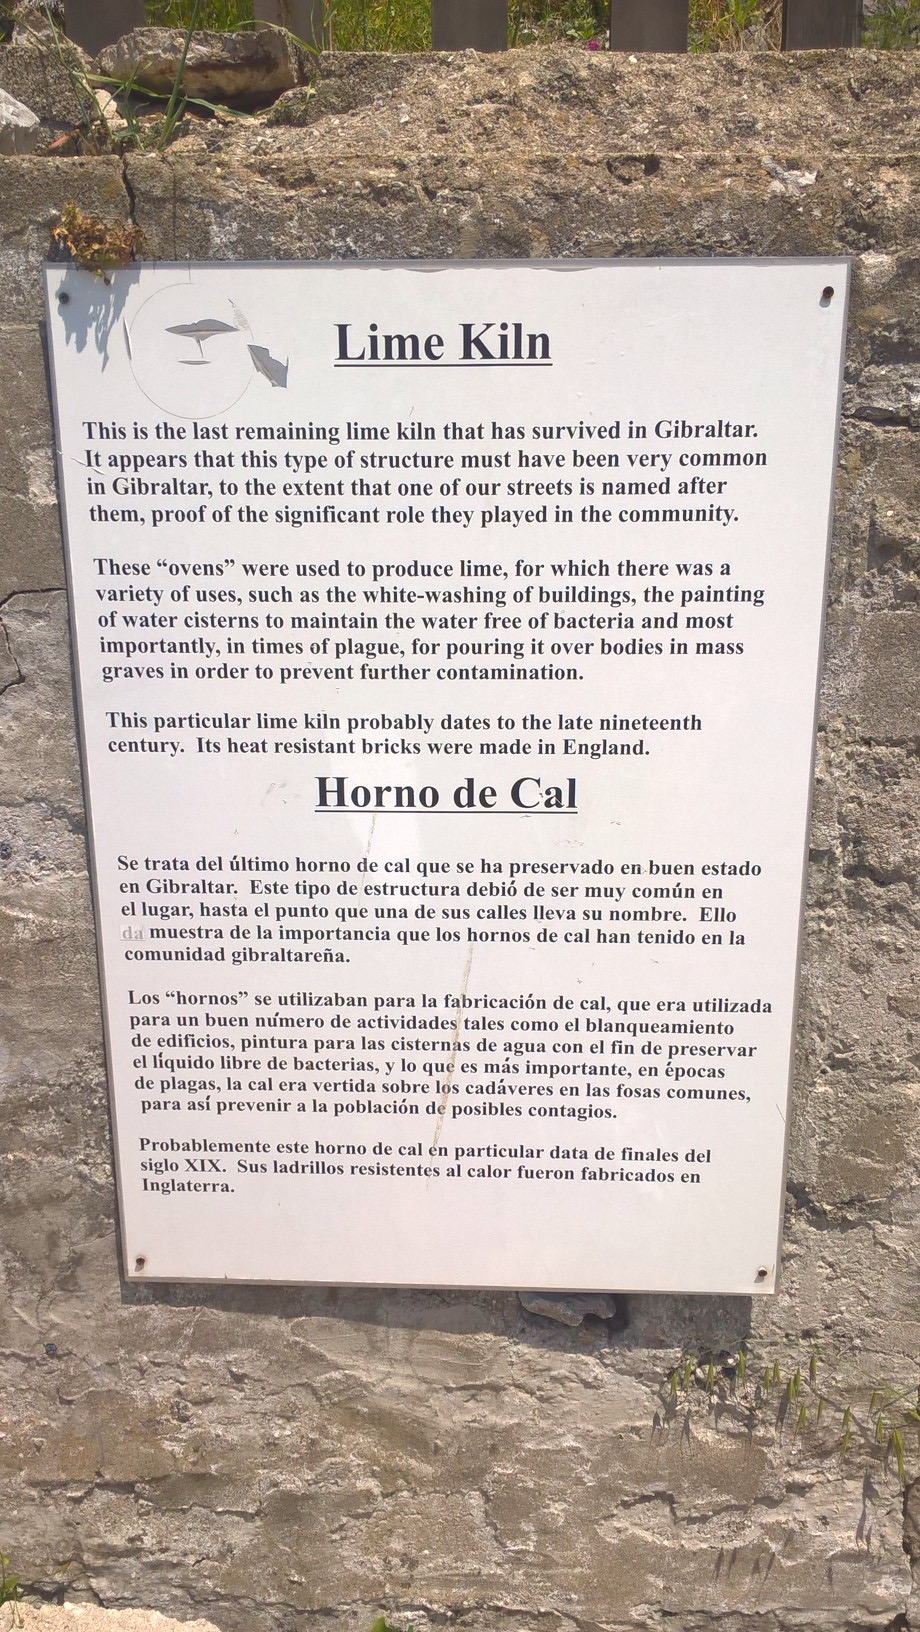 Lime Kiln
This is the last remaining lime kiln that has survived in Gibraltar.
It appears that this type of structure must have been very common
in Gibraltar, to the extent that one of our streets is named after
them, proof of the significant role they played in the community.
These “ovens” were used to produce lime, for which there was a
variety of uses, such as the white-washing of buildings, the painting
of water cisterns to maintain the water free of bacteria and most
importantly, in times of plague, for pouring it over bodies in mass
graves in order to prevent further contamination.
This particular lime kiln probably dates to the late nineteenth
century. Its heat resistant bricks were made in England.
Horno de Cal
Se trata del último horno de cal que se ha preservado en buen estado
en Gibraltar. Este tipo de estructura debió de ser muy común en
el lugar, hasta el punto que una de sus calles lleva su nombre. Ello
da muestra de la importancia que los hornos de cal han tenido en la
comunidad gibraltareña.
Los “hornos” se utilizaban para la fabricación de cal, que era utilizada
para un buen número de actividades tales como el blanqueamiento
de edificios, pintura para las cisternas de agua con el fin de preservar
el líquido libre de bacterias, y lo que es más importante, en épocas
de plagas, la cal era vertida sobre los cadáveres en las fosas comunes,
para así prevenir a la población de posibles contagios.
Probablemente este horno de cal en particular data de finales del
siglo XIX. Sus ladrillos resistentes al calor fueron fabricados en
Inglaterra.